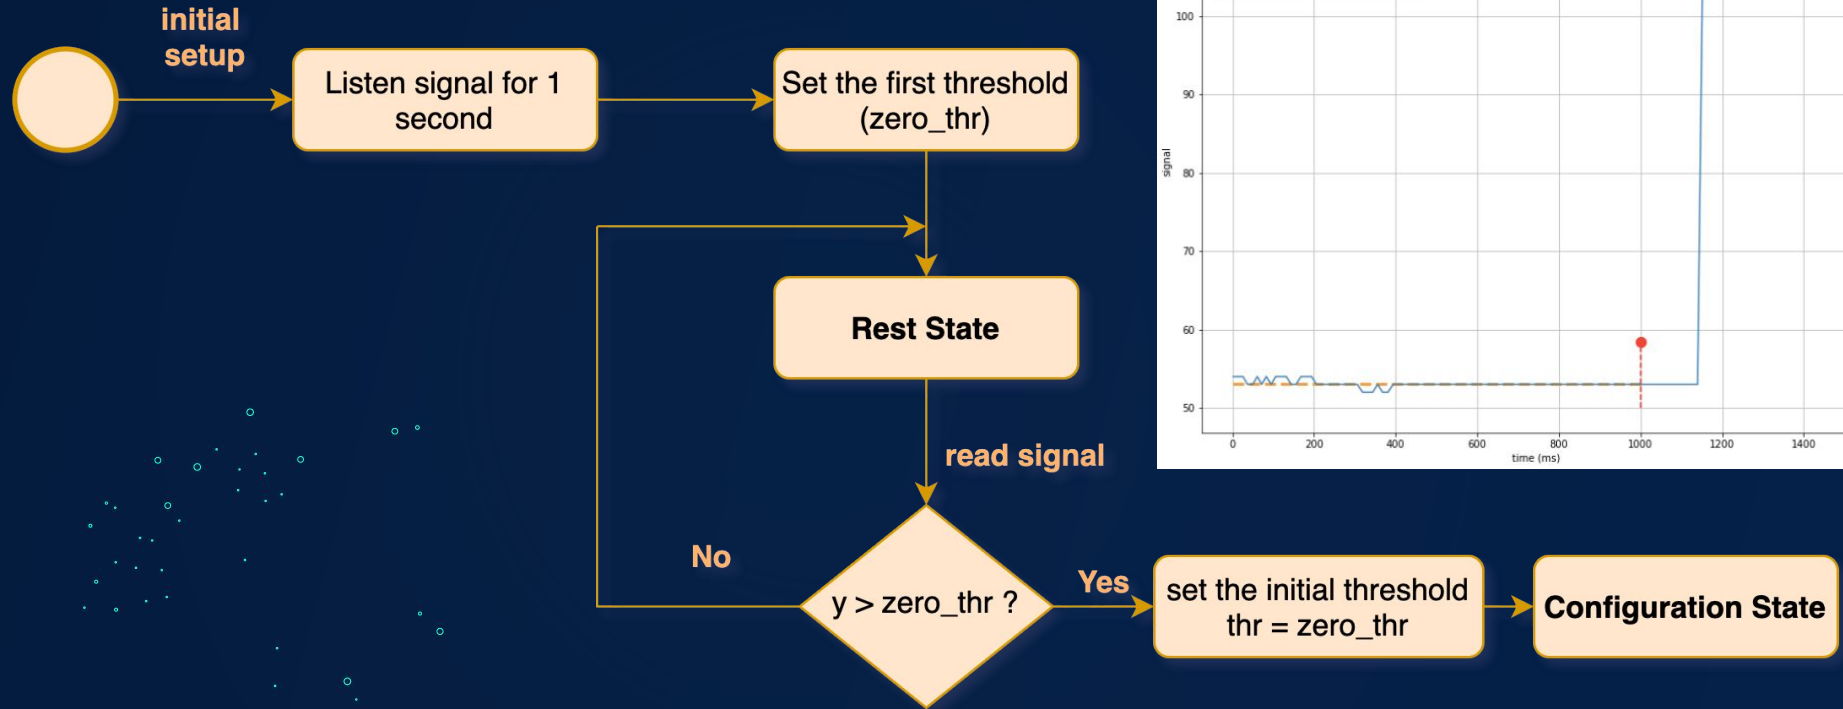 initial
setup
Listen signal for 1
second
Set the first threshold
(zero_thr)
Rest State
read signal
No
y > zero_thr ?
Yes
set the initial threshold
thr = zero_thr
Configuration State
100
90
80
70
60
50
signal
0 200 400 600 800 1000 1200 1400
time (ms)